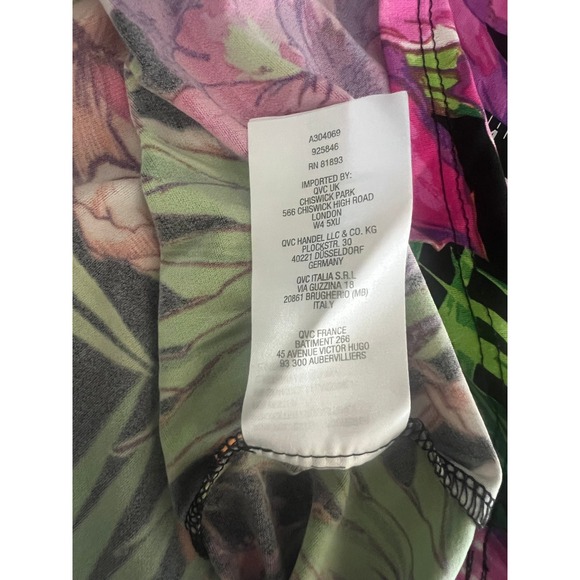 A304069
925846
RN 81893
IMPORTED BY:
QVC UK
CHISWICK PARK
566 CHISWICK HIGH ROAD
LONDON
W4 5XU
QVC HANDEL LLC & CO. KG
PLOCKSTR. 30
40221 DÜSSELDORF
GERMANY
QVC ITALIA S.R.L
VIA GUZZINA 18
20861 BRUGHERIO (MB)
ITALY
QVC FRANCE
BATIMENT 266
45 AVENUE VICTOR HUGO
93 300 AUBERVILLIERS